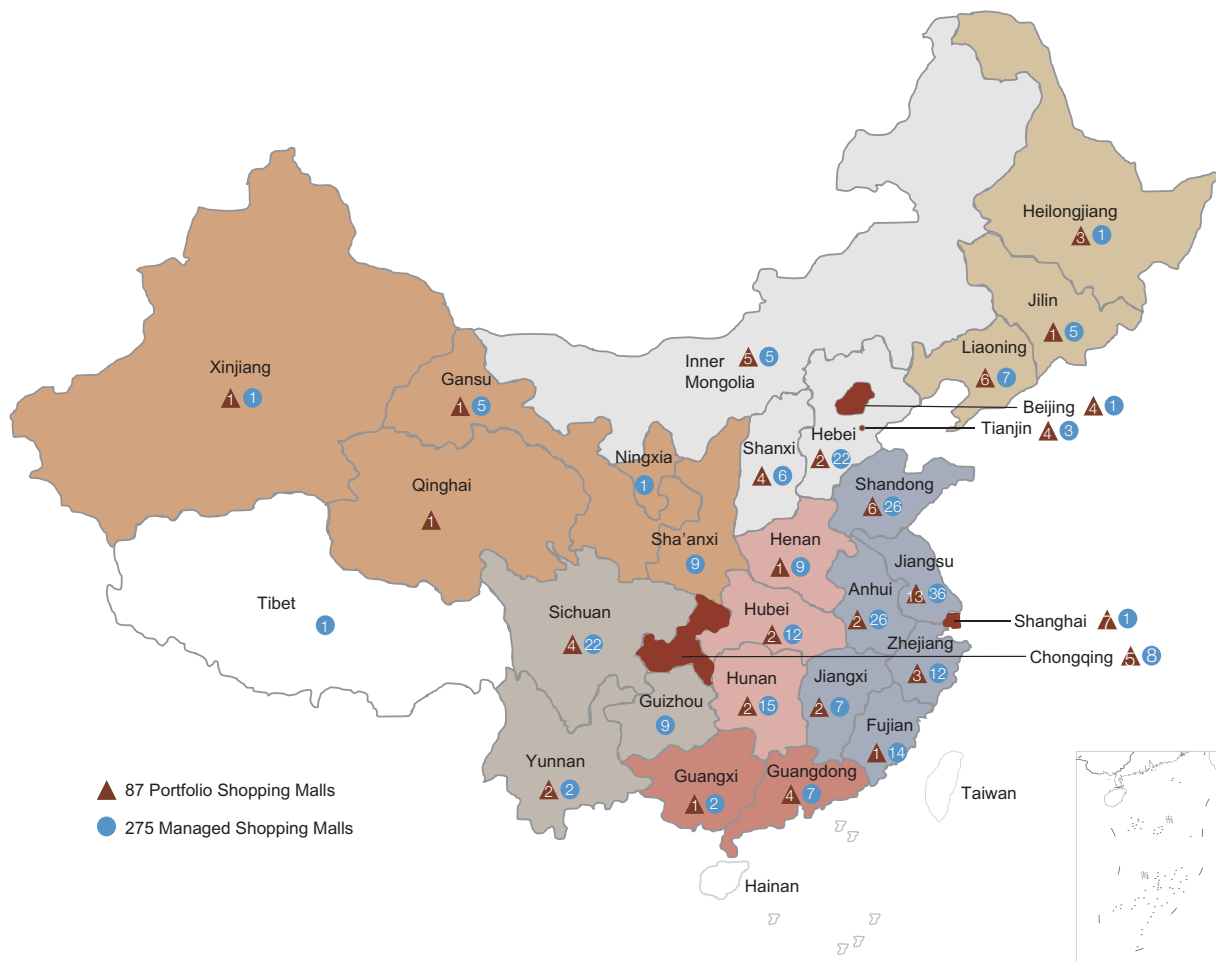 Heilongjiang
3 1
Jilin
1 5
Liaoning
6 7
Inner
Mongolia
5 5
Xinjiang
1 1
Gansu
1 5
Beijing 4 1
Tianjin 4 3
Hebei
2 22
Shanxi
4 6
Ningxia
1
Qinghai
1
Shandong
6 26
Sha'anxi
9
Henan
1 9
Jiangsu
13 36
Anhui
2 26
Tibet
1
Sichuan
4 22
Hubei
2 12
Shanghai 7 1
Zhejiang
3 12
Chongqing 5 8
Hunan
2 15
Jiangxi
2 7
Guizhou
9
Fujian
1 14
Yunnan
2 2
Guangxi
1 2
Guangdong
4 7
Taiwan
Hainan
87 Portfolio Shopping Malls
275 Managed Shopping Malls